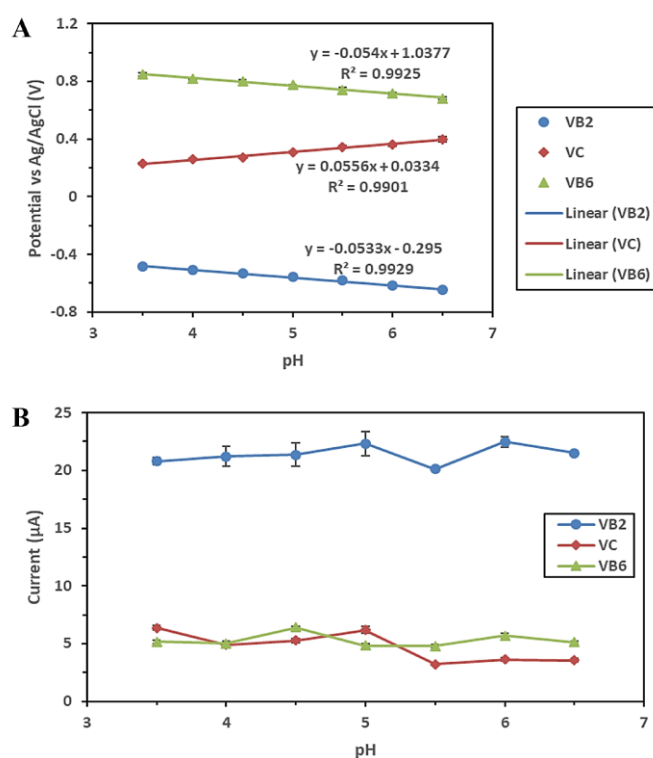 A
1.2
0.8
0.4
0
-0.4
-0.8
Potential vs Ag/AgCl (V)
y = -0.054x + 1.0377
R² = 0.9925
y = 0.0556x + 0.0334
R² = 0.9901
y = -0.0533x - 0.295
R² = 0.9929
3 4 5 6 7
pH
VB2
VC
VB6
Linear (VB2)
Linear (VC)
Linear (VB6)
B
25
20
15
10
5
0
Current (µA)
VB2
VC
VB6
3 4 5 6 7
pH